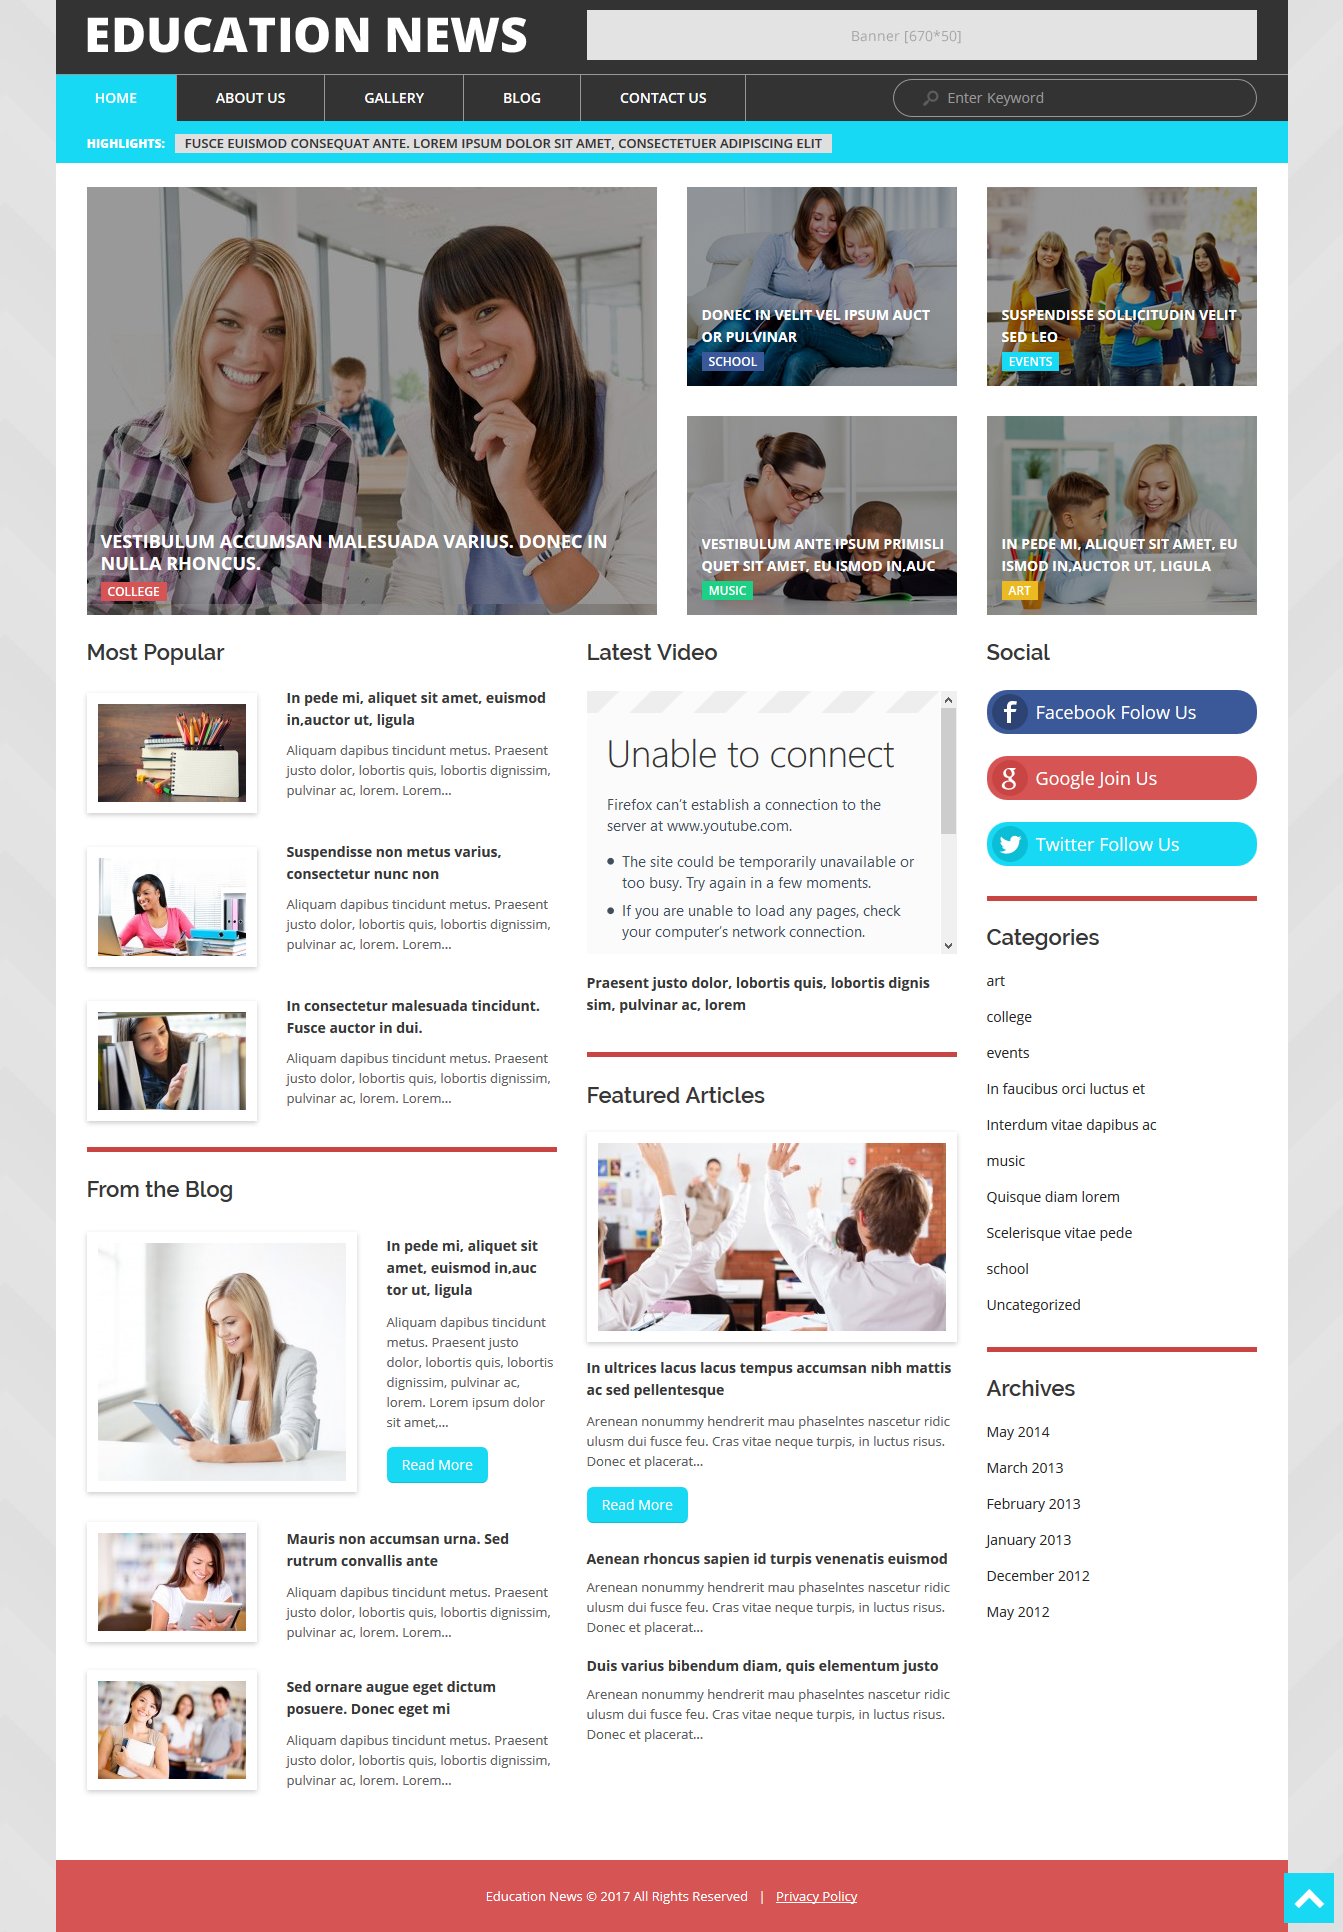 EDUCATION NEWS
Banner [670*50]
HOME
ABOUT US
GALLERY
BLOG
CONTACT US
Enter Keyword
HIGHLIGHTS:
FUSCE EUISMOD CONSEQUAT ANTE. LOREM IPSUM DOLOR SIT AMET, CONSECTETUER ADIPISCING ELIT
VESTIBULUM ACCUMSAN MALESUADA VARIUS. DONEC IN
NULLA RHONCUS.
COLLEGE
DONEC IN VELIT VEL IPSUM AUCT
OR PULVINAR
SCHOOL
SUSPENDISSE SOLLICITUDIN VELIT
SED LEO
EVENTS
VESTIBULUM ANTE IPSUM PRIMISLI
QUET SIT AMET, EU ISMOD IN,AUC
MUSIC
IN PEDE MI, ALIQUET SIT AMET, EU
ISMOD IN,AUCTOR UT, LIGULA
ART
Most Popular
In pede mi, aliquet sit amet, euismod
in,auctor ut, ligula
Aliquam dapibus tincidunt metus. Praesent
justo dolor, lobortis quis, lobortis dignissim,
pulvinar ac, lorem. Lorem...
Suspendisse non metus varius,
consectetur nunc non
Aliquam dapibus tincidunt metus. Praesent
justo dolor, lobortis quis, lobortis dignissim,
pulvinar ac, lorem. Lorem...
In consectetur malesuada tincidunt.
Fusce auctor in dui.
Aliquam dapibus tincidunt metus. Praesent
justo dolor, lobortis quis, lobortis dignissim,
pulvinar ac, lorem. Lorem...
From the Blog
In pede mi, aliquet sit
amet, euismod in,auc
tor ut, ligula
Aliquam dapibus tincidunt
metus. Praesent justo
dolor, lobortis quis, lobortis
dignissim, pulvinar ac,
lorem. Lorem ipsum dolor
sit amet,...
Read More
Mauris non accumsan urna. Sed
rutrum convallis ante
Aliquam dapibus tincidunt metus. Praesent
justo dolor, lobortis quis, lobortis dignissim,
pulvinar ac, lorem. Lorem...
Sed ornare augue eget dictum
posuere. Donec eget mi
Aliquam dapibus tincidunt metus. Praesent
justo dolor, lobortis quis, lobortis dignissim,
pulvinar ac, lorem. Lorem...
Latest Video
Unable to connect
Firefox can't establish a connection to the
server at www.youtube.com.
• The site could be temporarily unavailable or
too busy. Try again in a few moments.
• If you are unable to load any pages, check
your computer's network connection.
Praesent justo dolor, lobortis quis, lobortis dignis
sim, pulvinar ac, lorem
Featured Articles
In ultrices lacus lacus tempus accumsan nibh mattis
ac sed pellentesque
Arenean nonummy hendrerit mau phaselntes nascetur ridic
ulusm dui fusce feu. Cras vitae neque turpis, in luctus risus.
Donec et placerat...
Read More
Aenean rhoncus sapien id turpis venenatis euismod
Arenean nonummy hendrerit mau phaselntes nascetur ridic
ulusm dui fusce feu. Cras vitae neque turpis, in luctus risus.
Donec et placerat...
Duis varius bibendum diam, quis elementum justo
Arenean nonummy hendrerit mau phaselntes nascetur ridic
ulusm dui fusce feu. Cras vitae neque turpis, in luctus risus.
Donec et placerat...
Social
Facebook Folow Us
Google Join Us
Twitter Follow Us
Categories
art
college
events
In faucibus orci luctus et
Interdum vitae dapibus ac
music
Quisque diam lorem
Scelerisque vitae pede
school
Uncategorized
Archives
May 2014
March 2013
February 2013
January 2013
December 2012
May 2012
Education News © 2017 All Rights Reserved | Privacy Policy